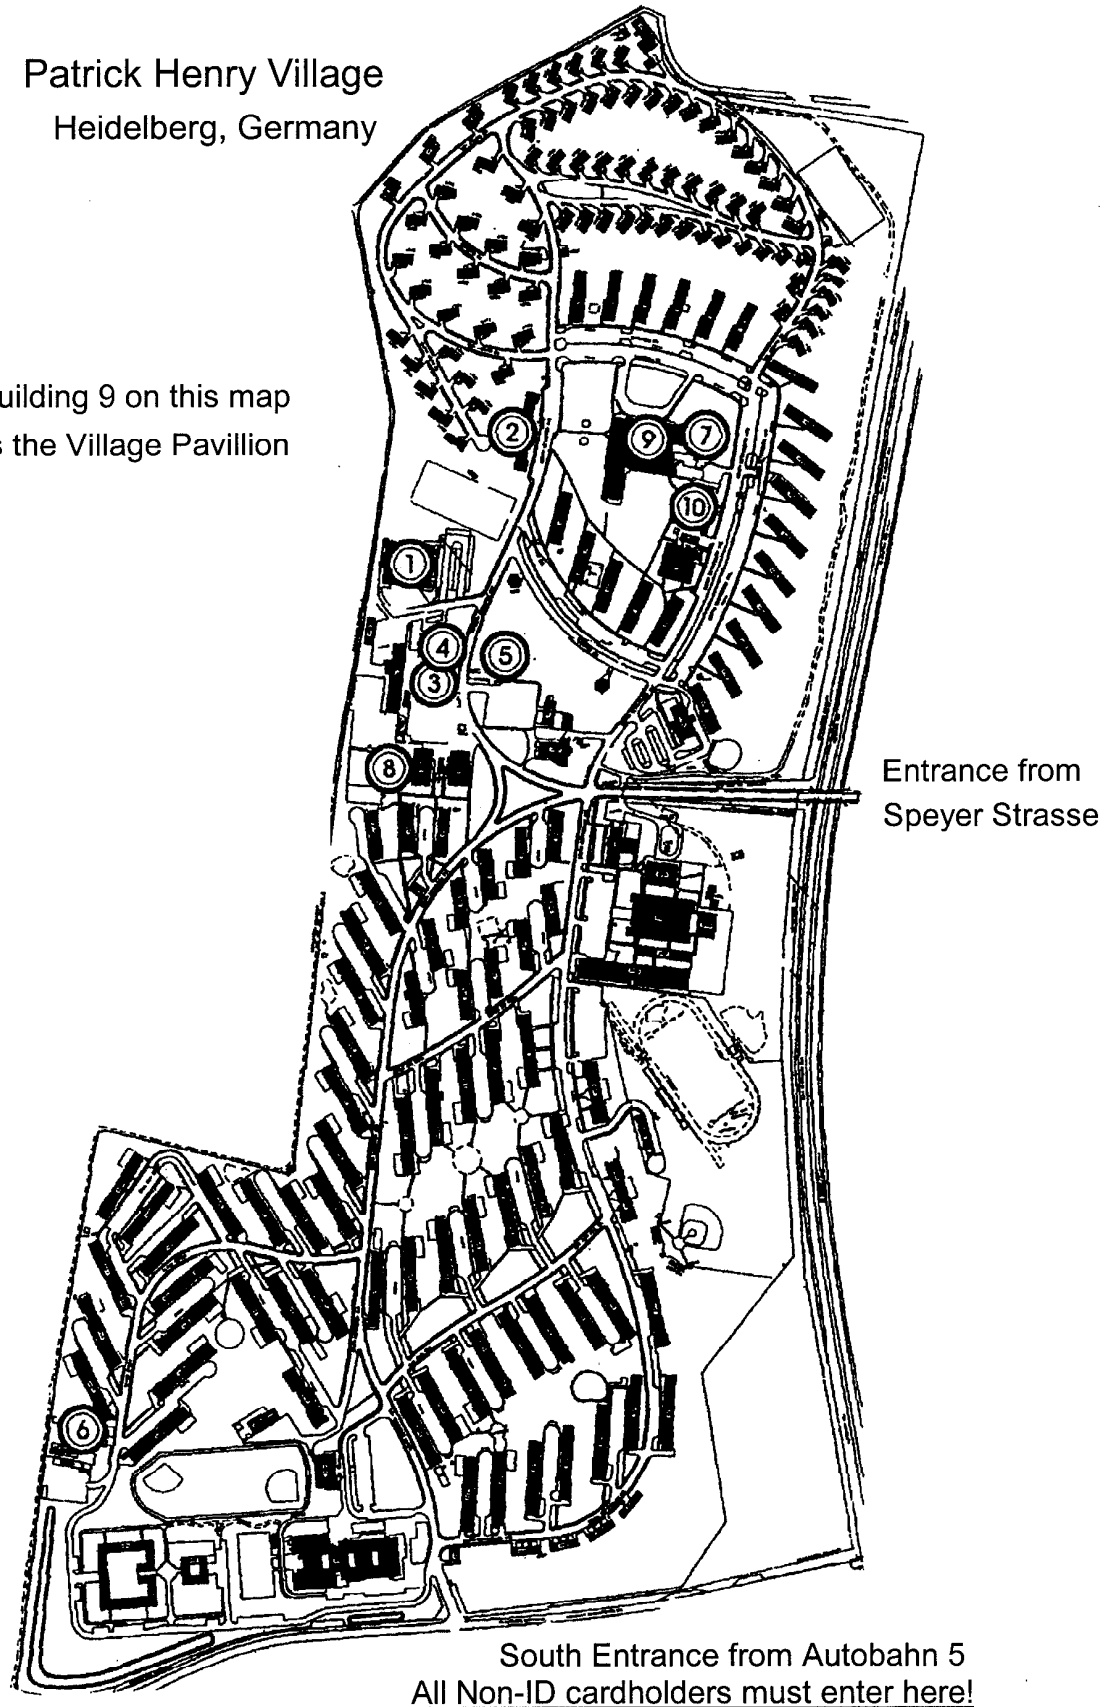 Patrick Henry Village
Heidelberg, Germany
uilding 9 on this map
s the Village Pavillion
2
9
7
10
1
4
5
3
8
Entrance from
Speyer Strasse
6
South Entrance from Autobahn 5
All Non-ID cardholders must enter here!